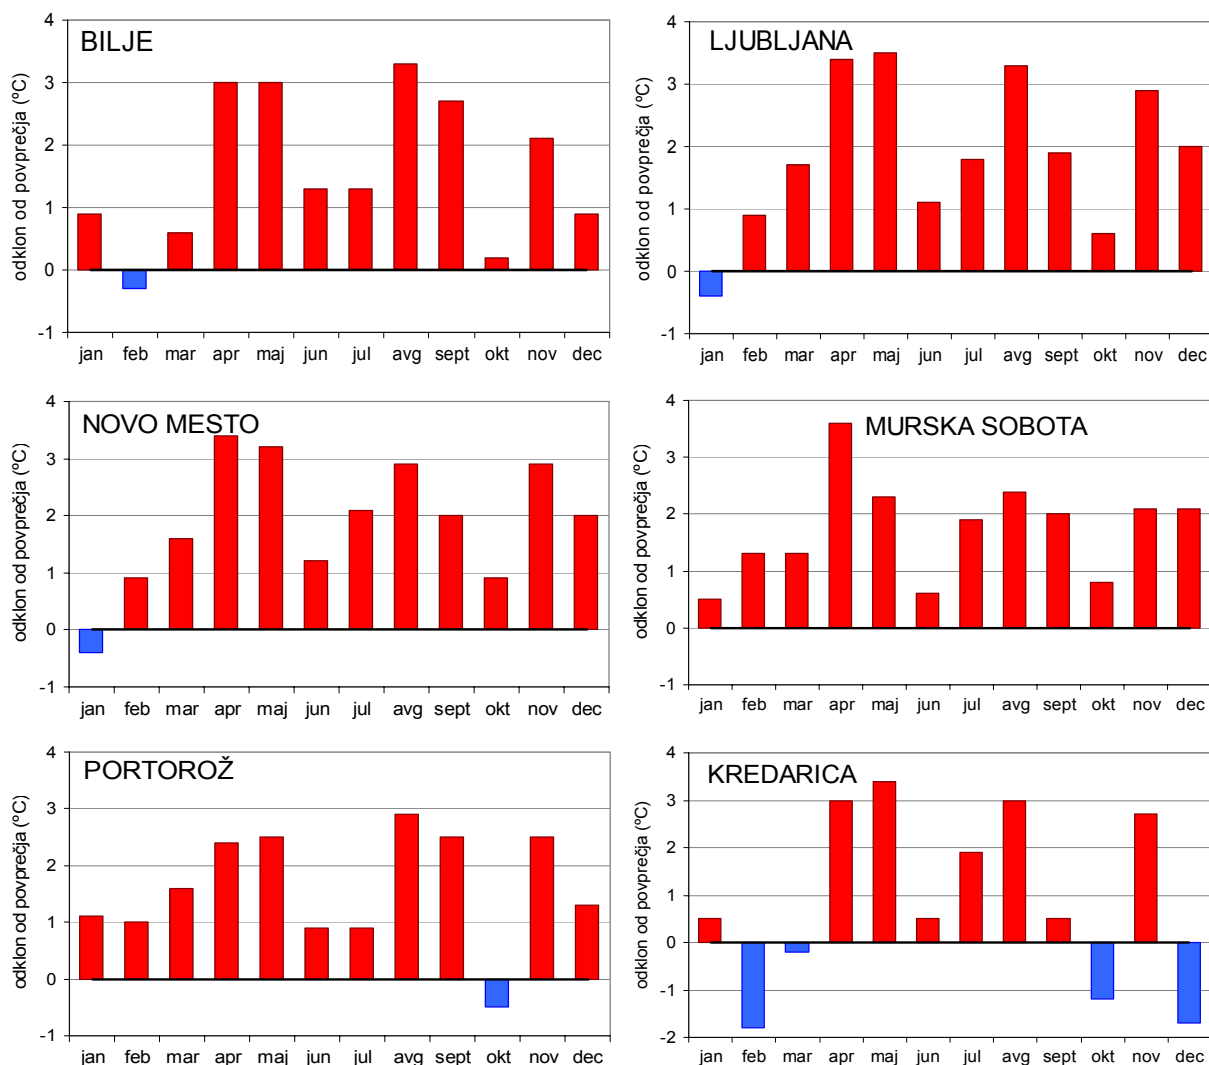 BILJE
odklon od povprečja (ºC)
4
3
2
1
0
-1
jan feb mar apr maj jun jul avg sept okt nov dec
LJUBLJANA
odklon od povprečja (ºC)
4
3
2
1
0
-1
jan feb mar apr maj jun jul avg sept okt nov dec
NOVO MESTO
odklon od povprečja (ºC)
4
3
2
1
0
-1
jan feb mar apr maj jun jul avg sept okt nov dec
MURSKA SOBOTA
odklon od povprečja (ºC)
4
3
2
1
0
-1
jan feb mar apr maj jun jul avg sept okt nov dec
PORTOROŽ
odklon od povprečja (ºC)
4
3
2
1
0
-1
jan feb mar apr maj jun jul avg sept okt nov dec
KREDARICA
odklon od povprečja (ºC)
4
3
2
1
0
-1
-2
jan feb mar apr maj jun jul avg sept okt nov dec